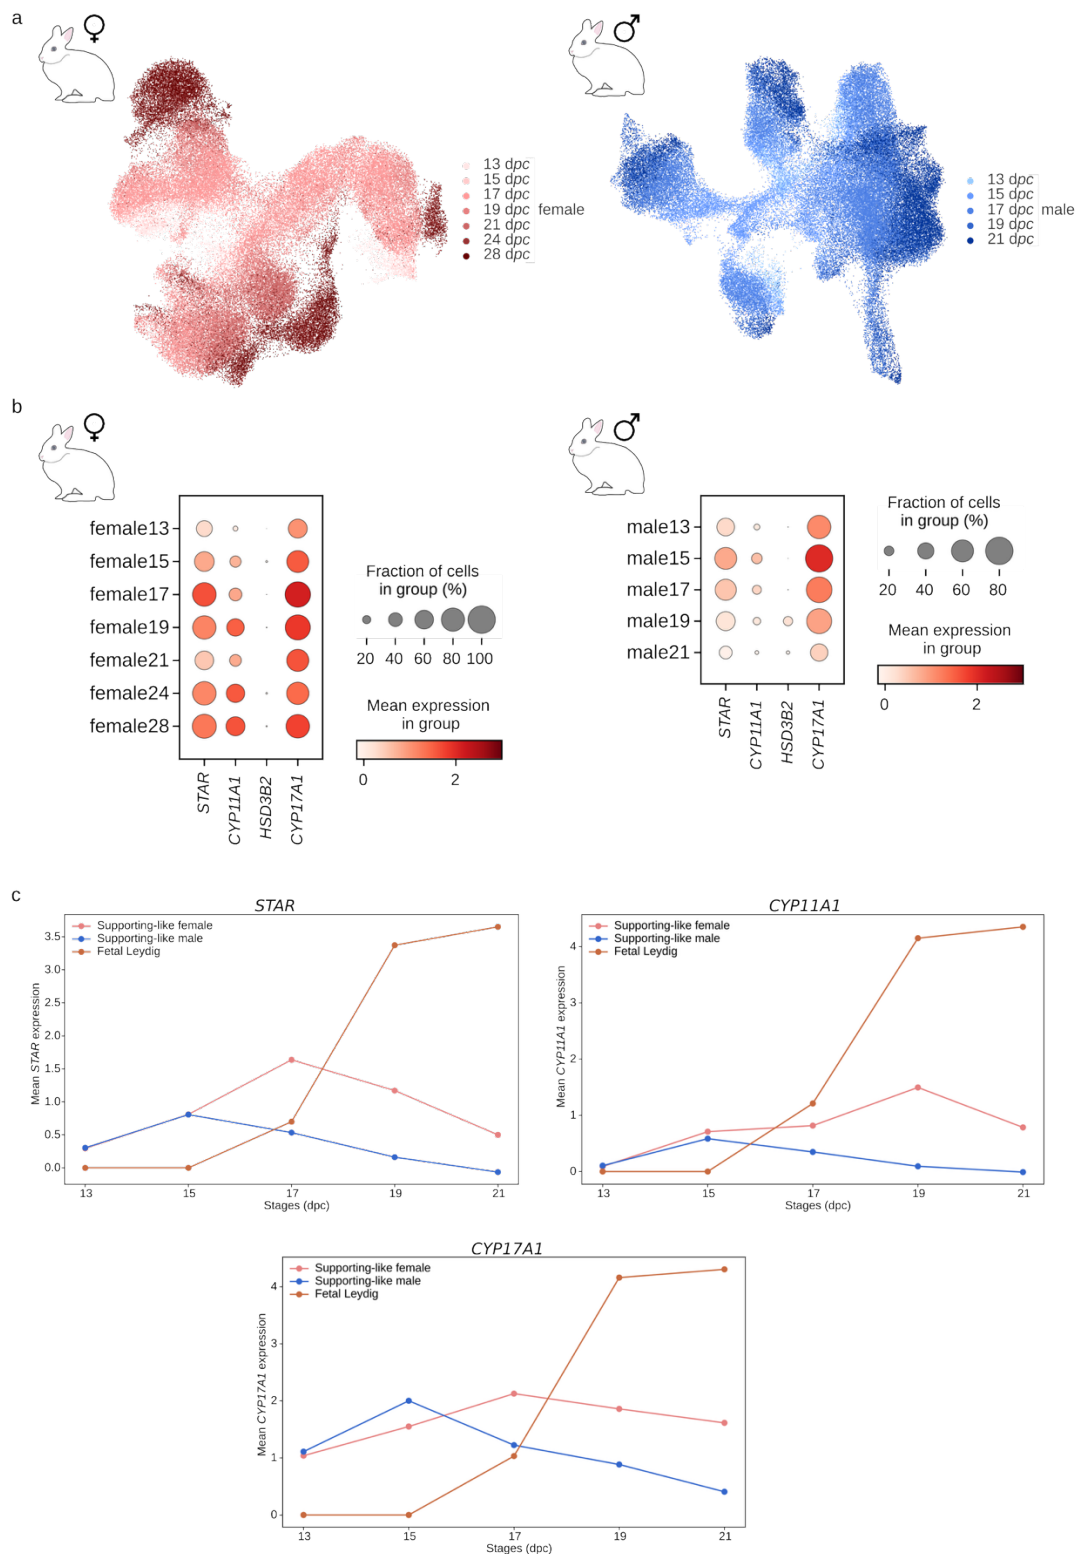 a
♀
♂
13 dpc
15 dpc
17 dpc
19 dpc female
21 dpc
24 dpc
28 dpc
13 dpc
15 dpc
17 dpc male
19 dpc
21 dpc
b
♀
♂
female13
female15
female17
female19
female21
female24
female28
STAR
CYP11A1
HSD3B2
CYP17A1
Fraction of cells
in group (%)
20 40 60 80 100
Mean expression
in group
0 2
male13
male15
male17
male19
male21
STAR
CYP11A1
HSD3B2
CYP17A1
Fraction of cells
in group (%)
20 40 60 80
Mean expression
in group
0 2
c
STAR
Supporting-like female
Supporting-like male
Fetal Leydig
Mean STAR expression
3.5
3.0
2.5
2.0
1.5
1.0
0.5
0.0
13 15 17 19 21
Stages (dpc)
CYP11A1
Supporting-like female
Supporting-like male
Fetal Leydig
Mean CYP11A1 expression
4
3
2
1
0
13 15 17 19 21
Stages (dpc)
CYP17A1
Supporting-like female
Supporting-like male
Fetal Leydig
Mean CYP17A1 expression
4
3
2
1
0
13 15 17 19 21
Stages (dpc)